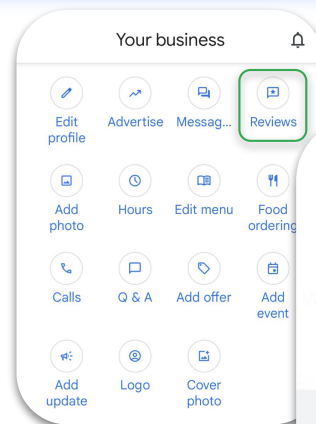 Your business
Edit profile
Advertise
Messag...
Reviews
Add photo
Hours
Edit menu
Food ordering
Calls
Q & A
Add offer
Add event
Add update
Logo
Cover photo